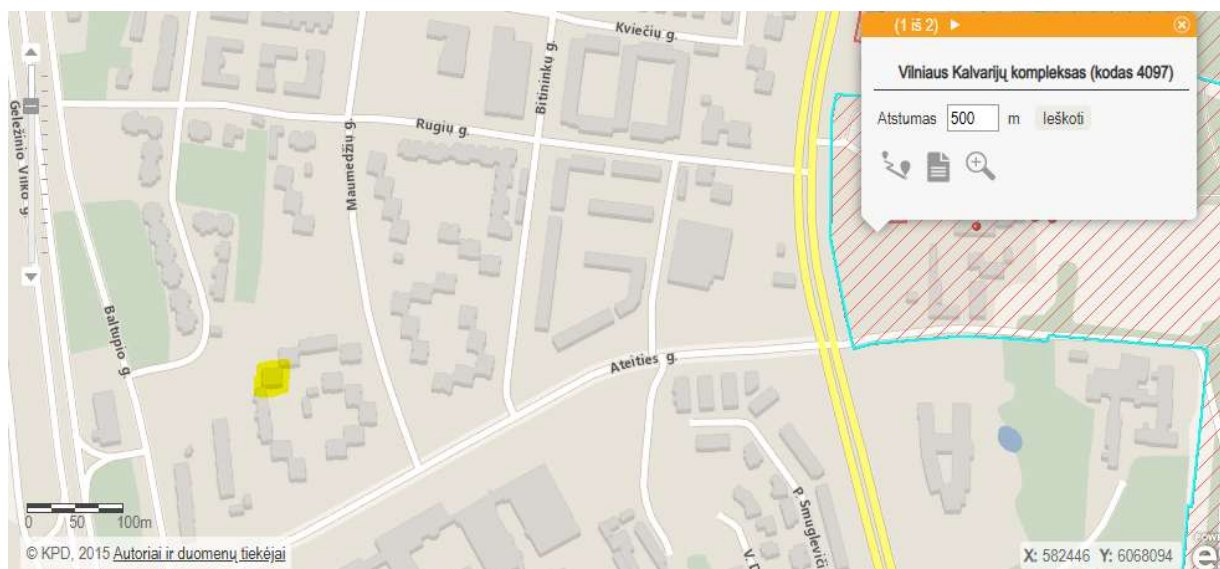 Kviečių g.
(1 iš 2)
Vilniaus Kalvarijų kompleksas (kodas 4097)
Atstumas 500 m Ieškoti
Geležinio Vilko g.
Rugių g.
Bitininkų g.
Maumedžių g.
Baltupio g.
Ateities g.
P. Smuglevič
V. D
0 50 100m
© KPD, 2015 Autoriai ir duomenų tiekėjai
X: 582446 Y: 6068094